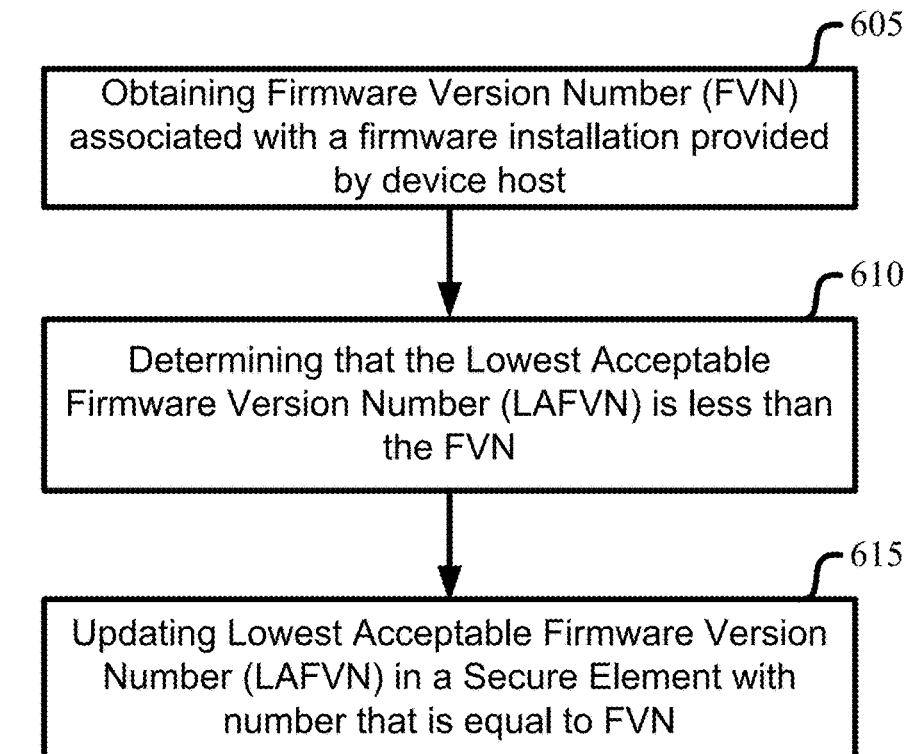 605
Obtaining Firmware Version Number (FVN)
associated with a firmware installation provided
by device host
610
Determining that the Lowest Acceptable
Firmware Version Number (LAFVN) is less than
the FVN
615
Updating Lowest Acceptable Firmware Version
Number (LAFVN) in a Secure Element with
number that is equal to FVN